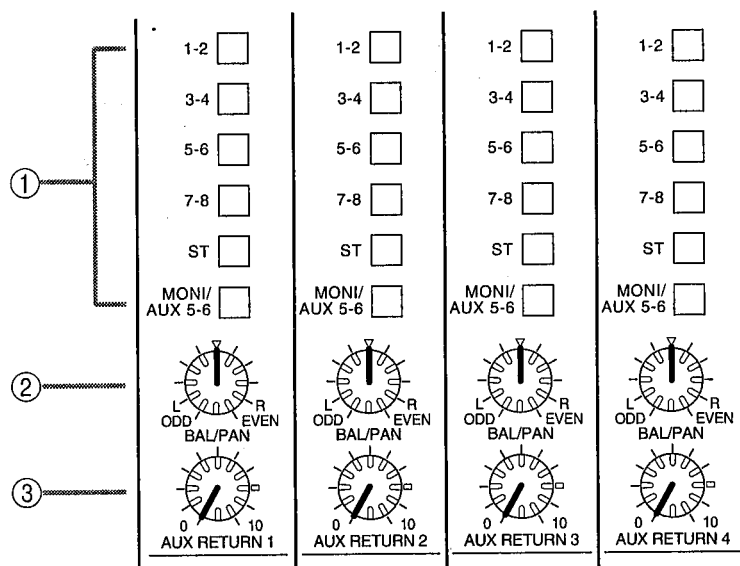 ①
②
③
1-2
3-4
5-6
7-8
ST
MONI/
AUX 5-6
L R
ODD EVEN
BAL/PAN
0 10
AUX RETURN 1
1-2
3-4
5-6
7-8
ST
MONI/
AUX 5-6
L R
ODD EVEN
BAL/PAN
0 10
AUX RETURN 2
1-2
3-4
5-6
7-8
ST
MONI/
AUX 5-6
L R
ODD EVEN
BAL/PAN
0 10
AUX RETURN 3
1-2
3-4
5-6
7-8
ST
MONI/
AUX 5-6
L R
ODD EVEN
BAL/PAN
0 10
AUX RETURN 4